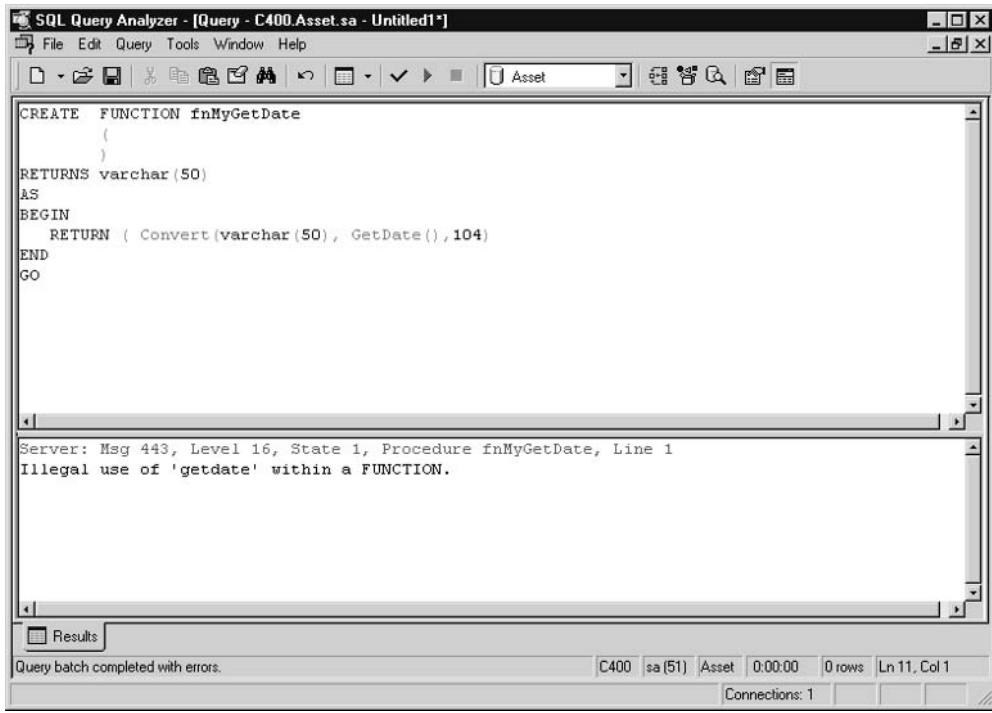 SQL Query Analyzer - [Query - C400.Asset.sa - Untitled1*]
File Edit Query Tools Window Help
Asset
CREATE  FUNCTION fnMyGetDate
        (
        )
RETURNS varchar(50)
AS
BEGIN
   RETURN ( Convert(varchar(50), GetDate(),104)
END
GO
Server: Msg 443, Level 16, State 1, Procedure fnMyGetDate, Line 1
Illegal use of 'getdate' within a FUNCTION.
Results
Query batch completed with errors. C400 sa (51) Asset 0:00:00 0 rows Ln 11, Col 1
Connections: 1